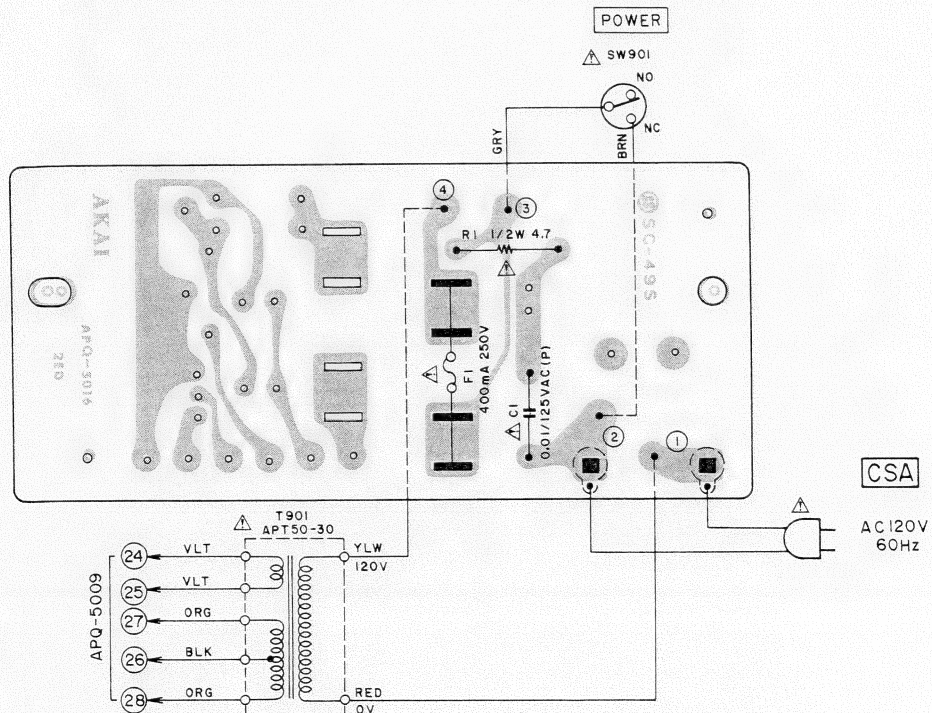 POWER
SW901
NO
NC
GRY
BRN
AKAI
4
3
R1 1/2W 4.7
SC-49S
APQ-3016
2ED
F1
400mA 250V
C1
0.01/125VAC(P)
2
1
CSA
AC120V
60Hz
T901
APT50-30
YLW
120V
24
VLT
25
VLT
27
ORG
26
BLK
28
ORG
RED
0V
APQ-5009